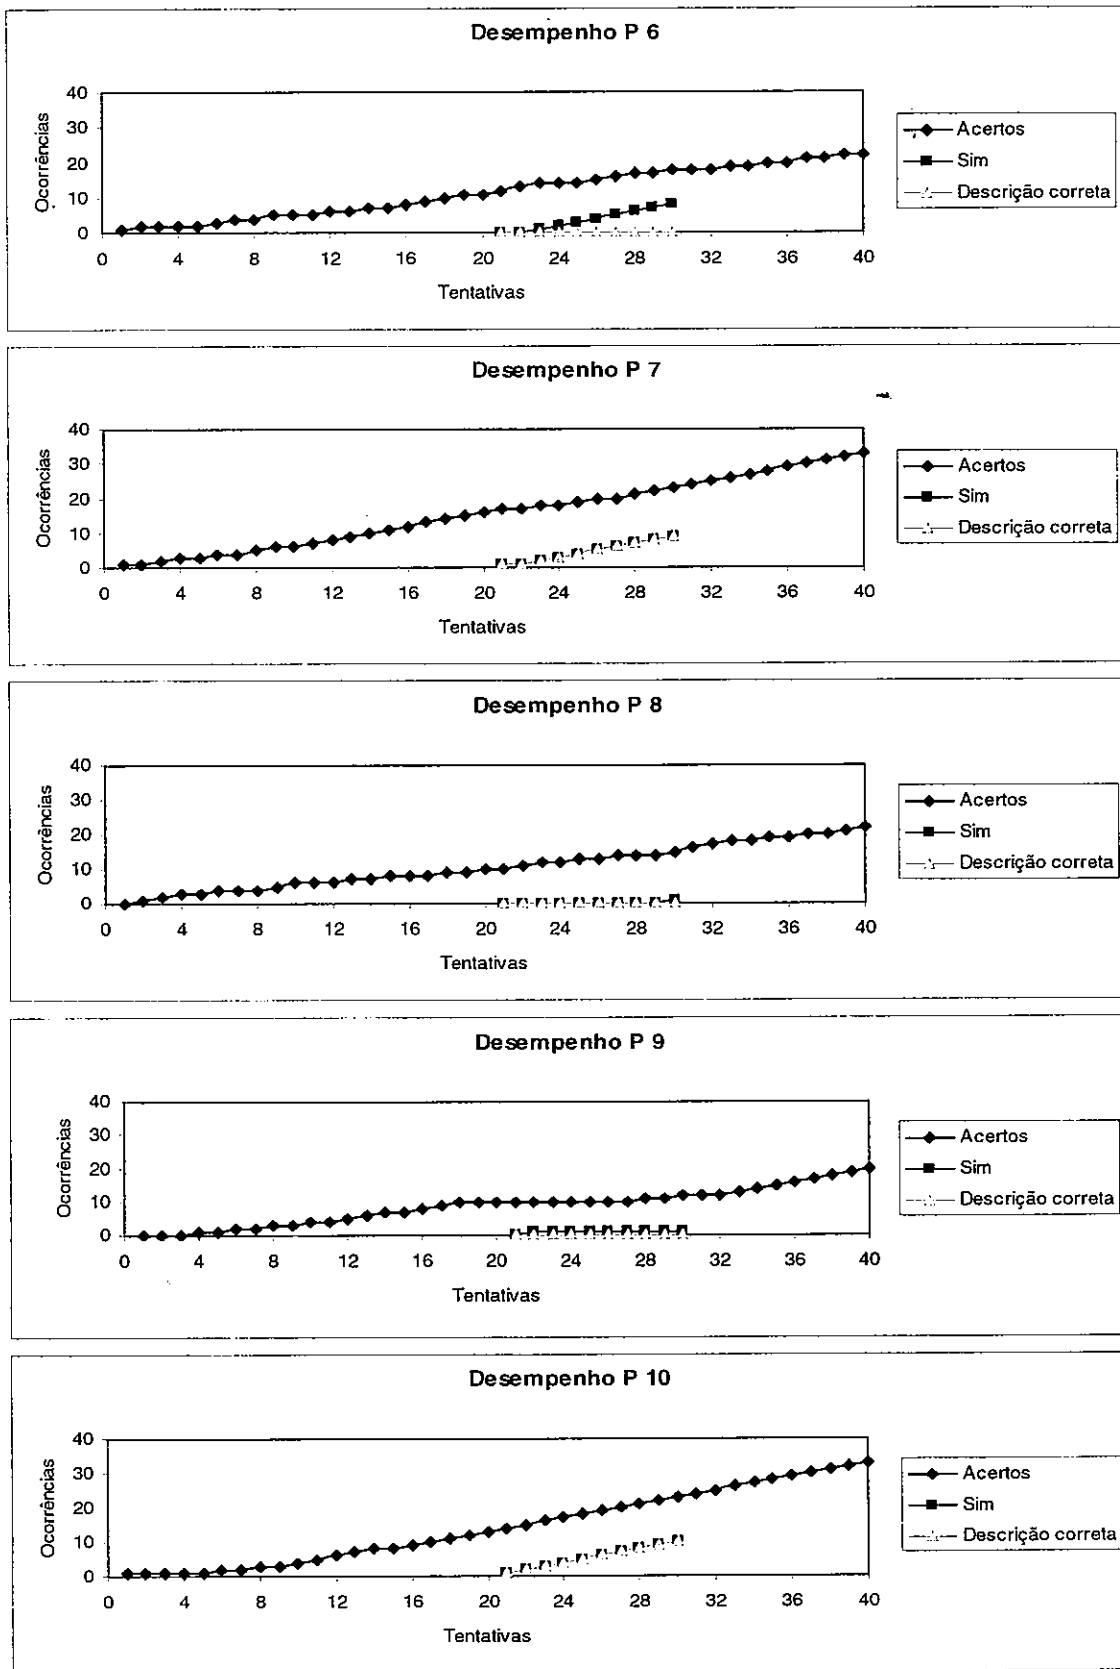 Desempenho P 6
Ocorrências
40
30
20
10
0
0 4 8 12 16 20 24 28 32 36 40
Tentativas
Acertos
Sim
Descrição correta
Desempenho P 7
Ocorrências
40
30
20
10
0
0 4 8 12 16 20 24 28 32 36 40
Tentativas
Acertos
Sim
Descrição correta
Desempenho P 8
Ocorrências
40
30
20
10
0
0 4 8 12 16 20 24 28 32 36 40
Tentativas
Acertos
Sim
Descrição correta
Desempenho P 9
Ocorrências
40
30
20
10
0
0 4 8 12 16 20 24 28 32 36 40
Tentativas
Acertos
Sim
Descrição correta
Desempenho P 10
Ocorrências
40
30
20
10
0
0 4 8 12 16 20 24 28 32 36 40
Tentativas
Acertos
Sim
Descrição correta